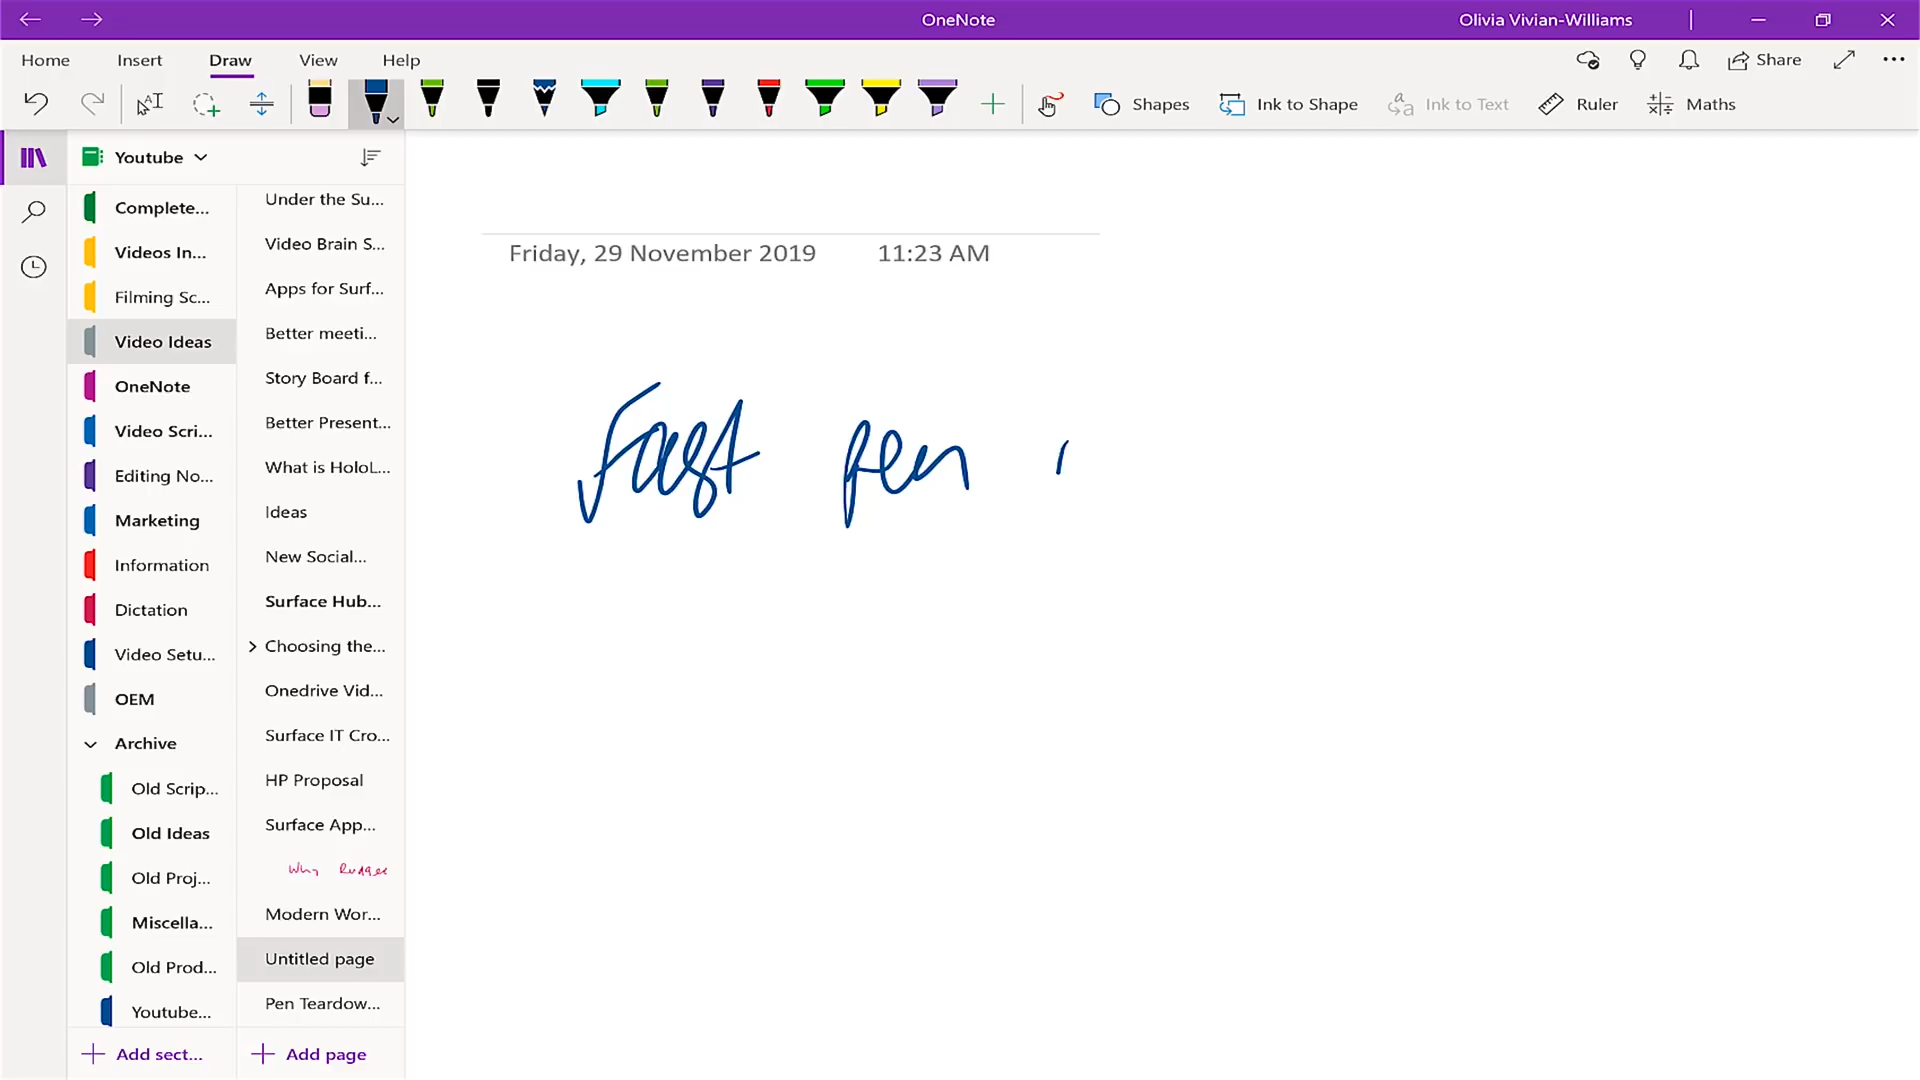 OneNote
Olivia Vivian-Williams
Home Insert Draw View Help
Share
Shapes Ink to Shape Ink to Text Ruler Maths
Youtube
Complete...
Videos In...
Filming Sc...
Video Ideas
OneNote
Video Scri...
Editing No...
Marketing
Information
Dictation
Video Setu...
OEM
Archive
Old Scrip...
Old Ideas
Old Proj...
Miscella...
Old Prod...
Youtube...
Add sect...
Under the Su...
Video Brain S...
Apps for Surf...
Better meeti...
Story Board f...
Better Present...
What is HoloL...
Ideas
New Social...
Surface Hub...
Choosing the...
Onedrive Vid...
Surface IT Cro...
HP Proposal
Surface App...
Why Rugged
Modern Wor...
Untitled page
Pen Teardow...
Add page
Friday, 29 November 2019 11:23 AM
Fast pen